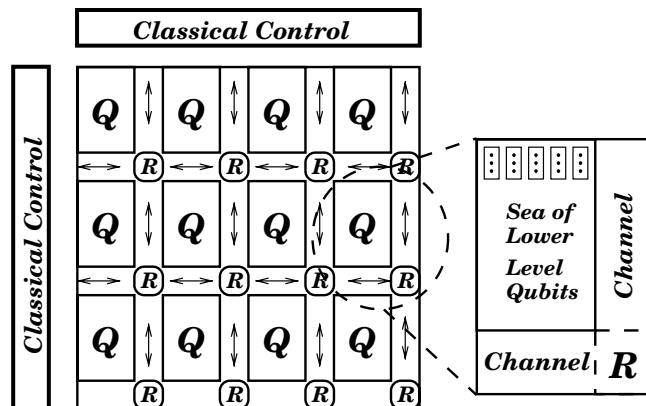 Classical Control
Classical Control
Q Q Q Q
R R R R
Q Q Q Q
R R R R
Q Q Q Q
R R R R
Sea of
Lower
Level
Qubits
Channel
Channel
R